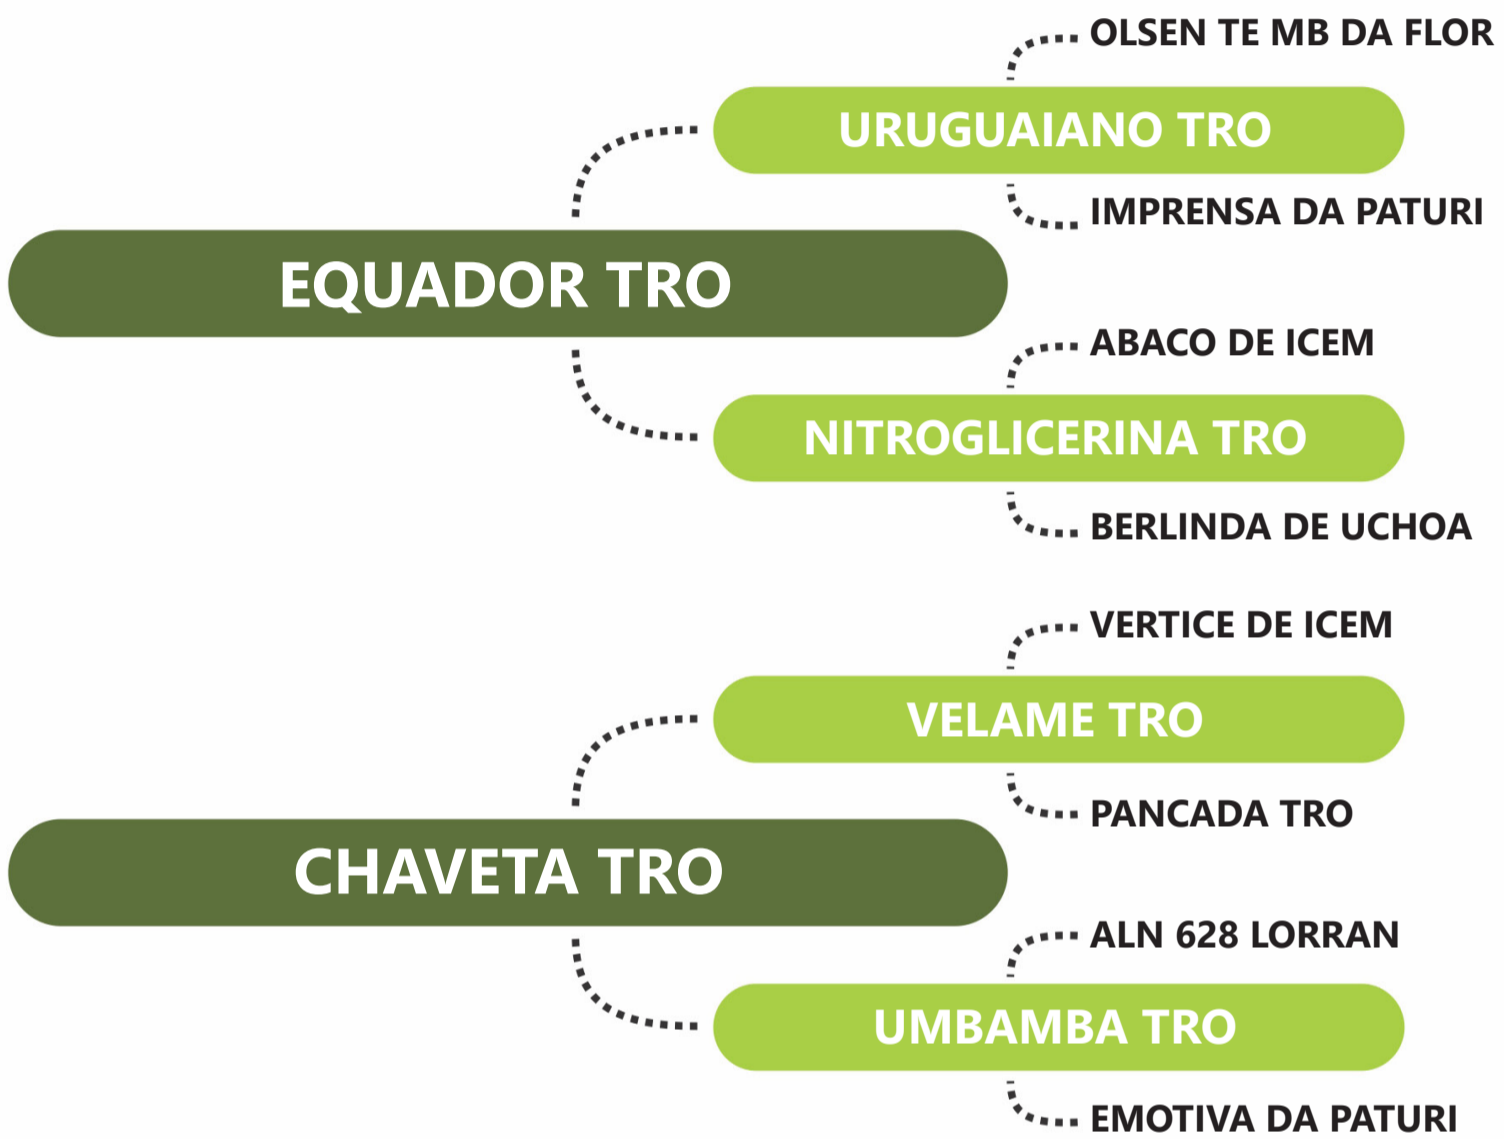 OLSEN TE MB DA FLOR
URUGUAIANO TRO
IMPRENSA DA PATURI
EQUADOR TRO
ABACO DE ICEM
NITROGLICERINA TRO
BERLINDA DE UCHOA
VERTICE DE ICEM
VELAME TRO
PANCADA TRO
CHAVETA TRO
ALN 628 LORRAN
UMBAMBA TRO
EMOTIVA DA PATURI